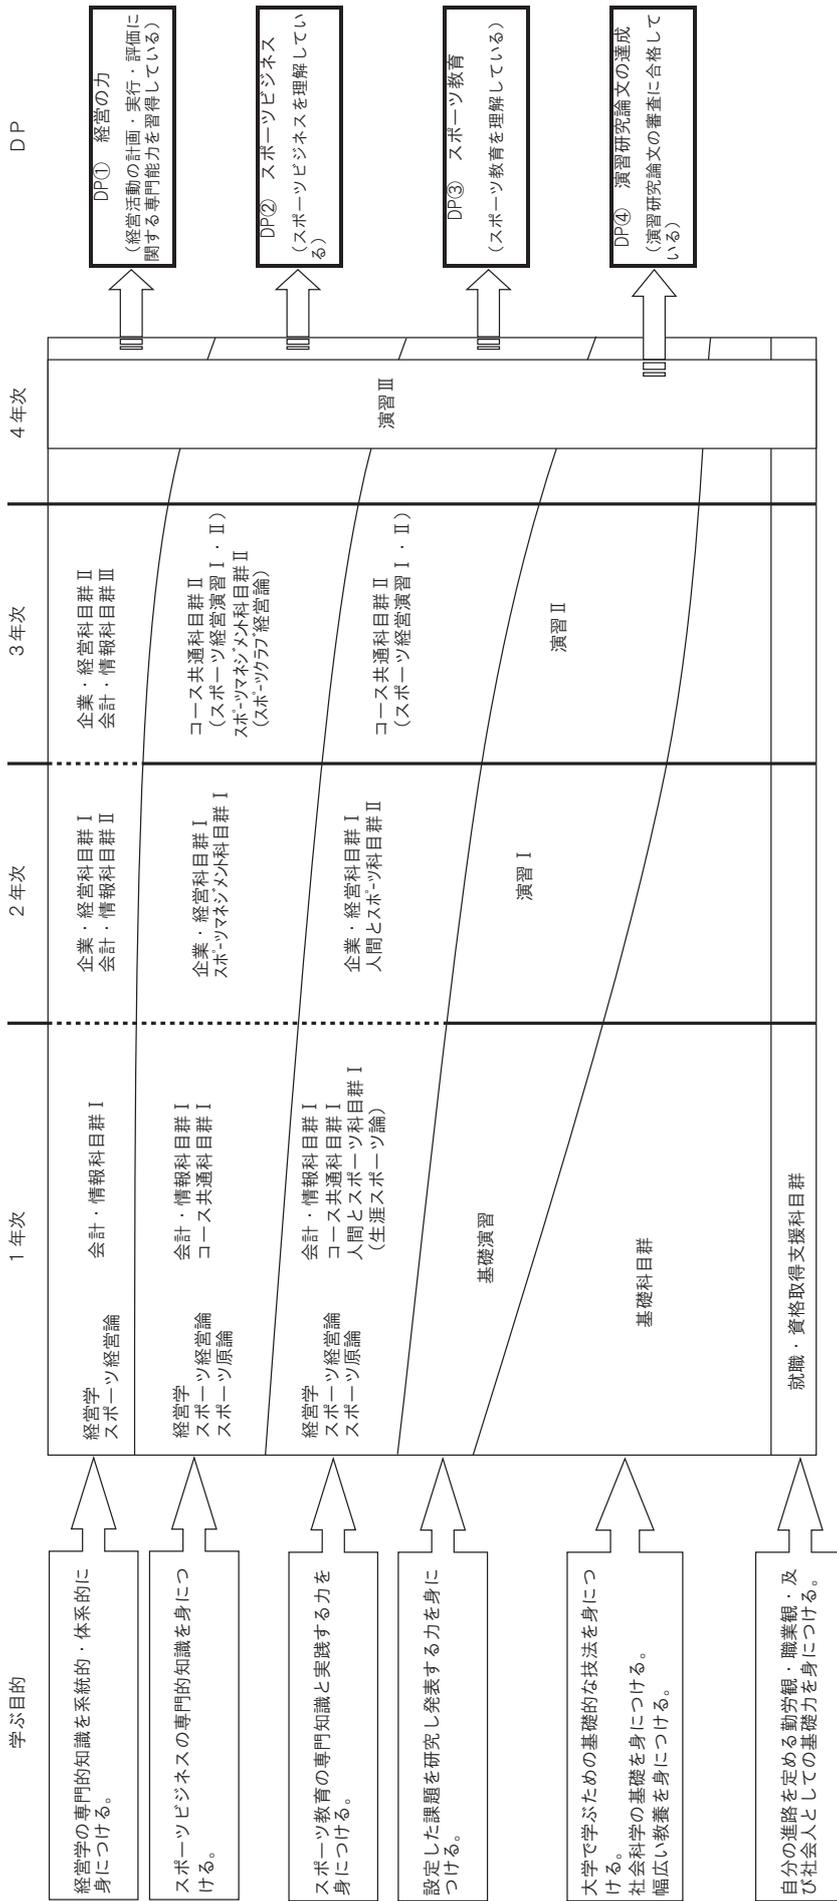 学ぶ目的
1年次
2年次
3年次
4年次
DP
経営学の専門的知識を系統的・体系的に
身につける。
経営学
スポーツ経営論
会計・情報科目群Ⅰ
企業・経営科目群Ⅰ
会計・情報科目群Ⅱ
企業・経営科目群Ⅱ
会計・情報科目群Ⅲ
DP① 経営の力
(経営活動の計画・実行・評価に
関する専門能力を習得している)
スポーツビジネスの専門的知識を身につ
ける。
経営学
スポーツ経営論
スポーツ原論
会計・情報科目群Ⅰ
コース共通科目群Ⅰ
企業・経営科目群Ⅰ
スポーツマネジメント科目群Ⅰ
コース共通科目群Ⅱ
(スポーツ経営演習Ⅰ・Ⅱ)
スポーツマネジメント科目群Ⅱ
(スポーツクラブ経営論)
DP② スポーツビジネス
(スポーツビジネスを理解してい
る)
スポーツ教育の専門知識と実践する力を
身につける。
経営学
スポーツ経営論
スポーツ原論
会計・情報科目群Ⅰ
コース共通科目群Ⅰ
人間とスポーツ科目群Ⅰ
(生涯スポーツ論)
企業・経営科目群Ⅰ
人間とスポーツ科目群Ⅱ
コース共通科目群Ⅱ
(スポーツ経営演習Ⅰ・Ⅱ)
DP③ スポーツ教育
(スポーツ教育を理解している)
設定した課題を研究し発表する力を身に
つける。
基礎演習
演習Ⅰ
演習Ⅱ
演習Ⅲ
DP④ 演習研究論文の達成
(演習研究論文の審査に合格して
いる)
大学で学ぶための基礎的な技法を身につ
ける。
社会科学の基礎を身につける。
幅広い教養を身につける。
基礎科目群
自分の進路を定める勤労観・職業観・及
び社会人としての基礎力を身につける。
就職・資格取得支援科目群